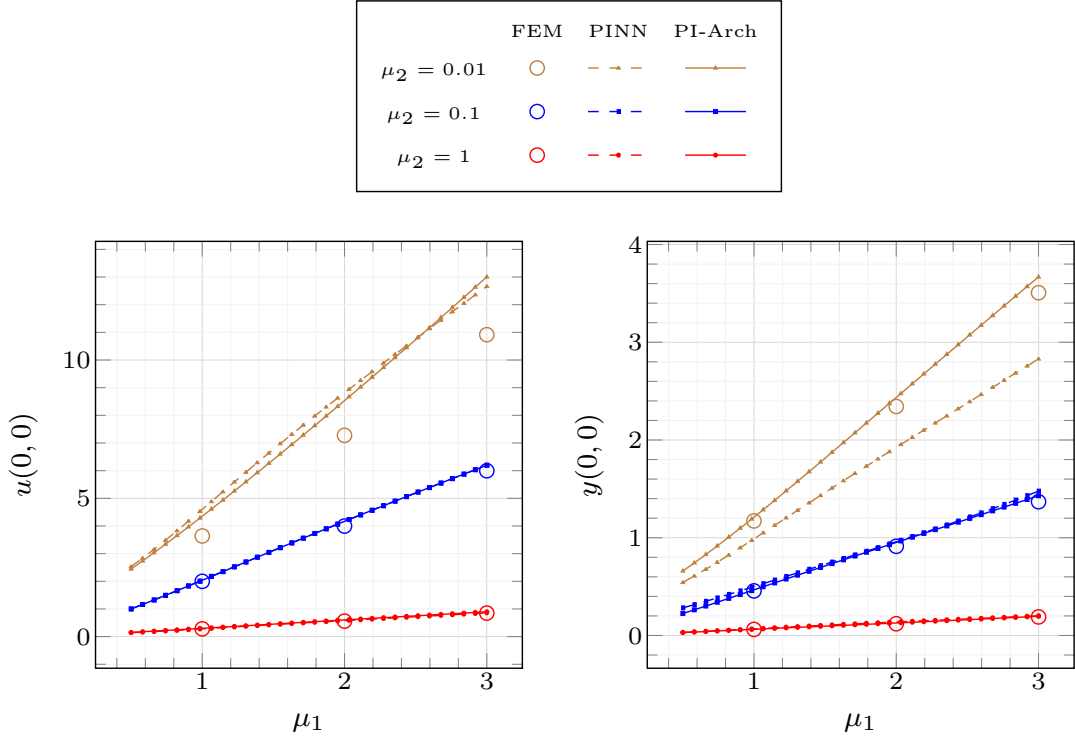 FEM PINN PI-Arch
μ₂ = 0.01
μ₂ = 0.1
μ₂ = 1
u(0, 0)
10
5
0
1 2 3
μ₁
y(0, 0)
4
3
2
1
0
1 2 3
μ₁